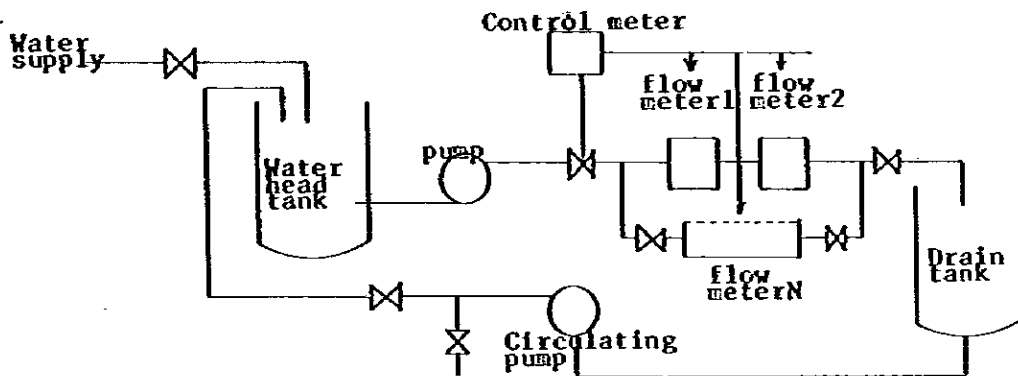 Control meter
Water
supply
flow
meter1
flow
meter2
pump
Water
head
tank
flow
meterN
Drain
tank
Circulating
pump